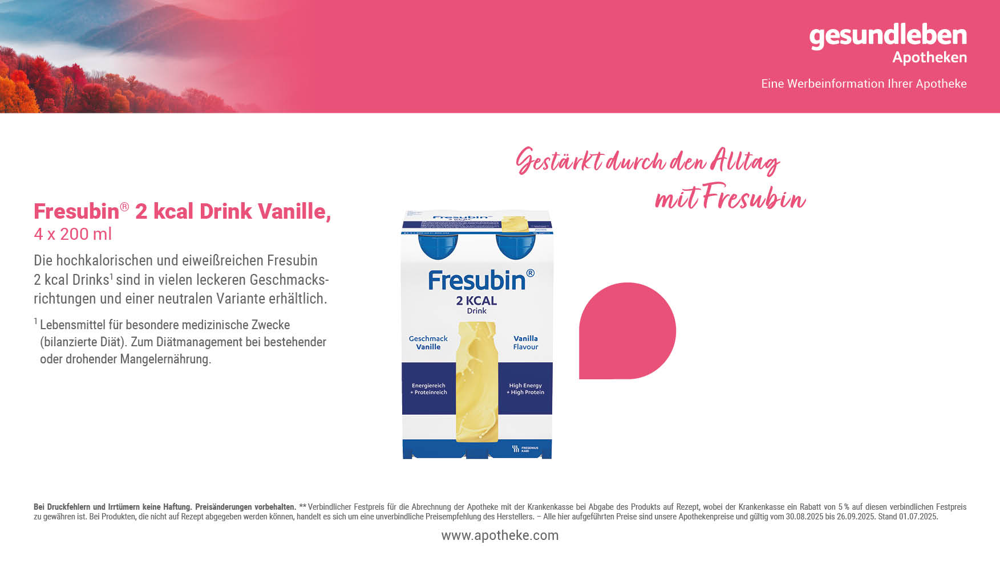 gesundleben
Apotheken
Eine Werbeinformation Ihrer Apotheke
Gestärkt durch den Alltag
mit Fresubin
Fresubin® 2 kcal Drink Vanille,
4 x 200 ml
Die hochkalorischen und eiweißreichen Fresubin
2 kcal Drinks¹ sind in vielen leckeren Geschmacks-
richtungen und einer neutralen Variante erhältlich.
¹ Lebensmittel für besondere medizinische Zwecke
(bilanzierte Diät). Zum Diätmanagement bei bestehender
oder drohender Mangelernährung.
Fresubin
2 KCAL
Fresubin®
2 KCAL
Drink
Geschmack
Vanille
Vanilla
Flavour
Energiereich
+ Proteinreich
High Energy
+ High Protein
FRESENIUS
KABI
Bei Druckfehlern und Irrtümern keine Haftung. Preisänderungen vorbehalten. ** Verbindlicher Festpreis für die Abrechnung der Apotheke mit der Krankenkasse bei Abgabe des Produkts auf Rezept, wobei der Krankenkasse ein Rabatt von 5 % auf diesen verbindlichen Festpreis
zu gewähren ist. Bei Produkten, die nicht auf Rezept abgegeben werden können, handelt es sich um eine unverbindliche Preisempfehlung des Herstellers. – Alle hier aufgeführten Preise sind unsere Apothekenpreise und gültig vom 30.08.2025 bis 26.09.2025. Stand 01.07.2025.
www.apotheke.com